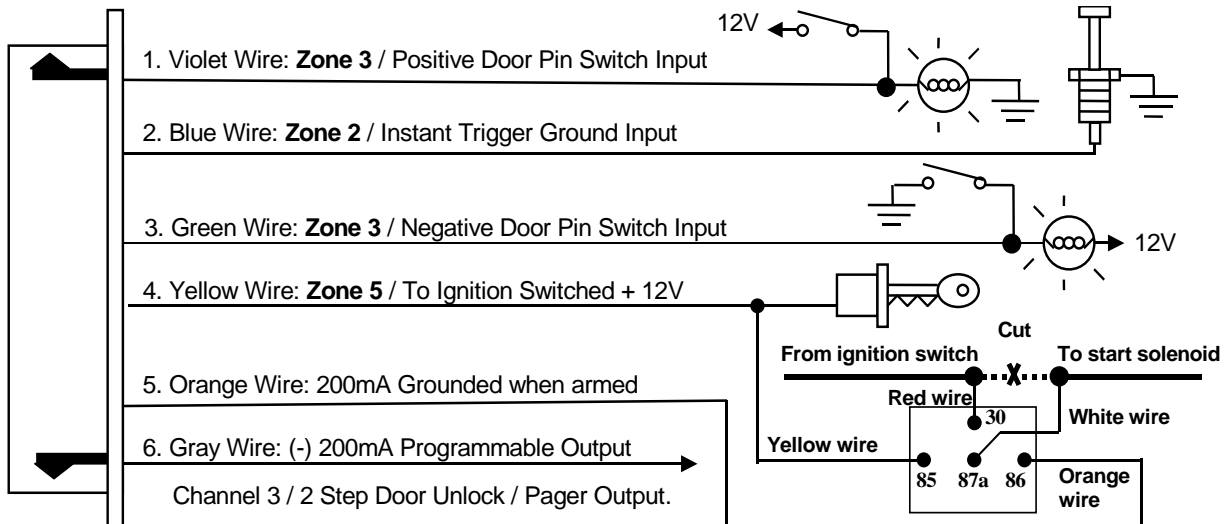 12V
1. Violet Wire: Zone 3 / Positive Door Pin Switch Input
2. Blue Wire: Zone 2 / Instant Trigger Ground Input
3. Green Wire: Zone 3 / Negative Door Pin Switch Input
12V
4. Yellow Wire: Zone 5 / To Ignition Switched + 12V
Cut
From ignition switch
To start solenoid
X
5. Orange Wire: 200mA Grounded when armed
Red wire
30
White wire
6. Gray Wire: (-) 200mA Programmable Output
Yellow wire
85 87a 86
Orange
wire
Channel 3 / 2 Step Door Unlock / Pager Output.